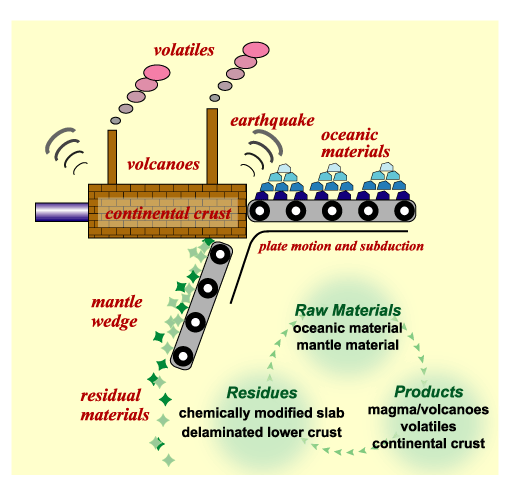 volatiles
earthquake
oceanic
materials
volcanoes
continental crust
plate motion and subduction
mantle
wedge
residual
materials
Raw Materials
oceanic material
mantle material
Residues
chemically modified slab
delaminated lower crust
Products
magma/volcanoes
volatiles
continental crust